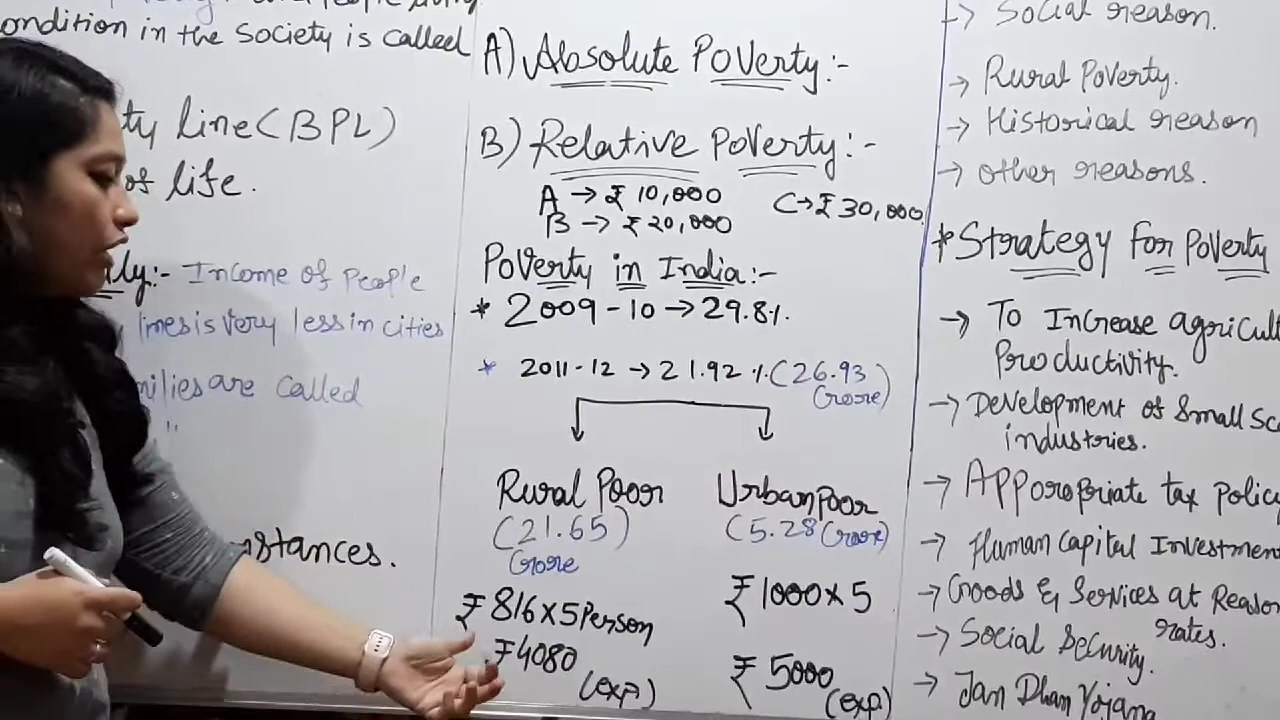 condition in the Society is called
ty line (BPL)
of life.
ily:- Income of People
lines is very less in cities
milies are called
"
stances.
A) Absolute Poverty:-
B) Relative Poverty:-
A → ₹ 10,000
C → ₹ 30,000
B → ₹ 20,000
Poverty in India:-
* 2009-10 → 29.8%.
* 2011-12 → 21.92 % (26.93
Crore)
Rural Poor
(21.65)
Crore
₹ 816 x 5 Person
₹ 4080
(exp)
Urban poor
(5.28 Crore)
₹ 1000 x 5
₹ 5000
(exp)
→ Social reason.
→ Rural Poverty.
→ Historical reason
→ other reasons.
* Strategy for Poverty
→ To Increase agricult
Productivity.
→ Development of Small Sc
industries.
→ Apporopriate tax polic
→ Human Capital Investment
→ Goods & Services at Reason
rates.
→ Social Security.
→ Jan Dhan Yojana